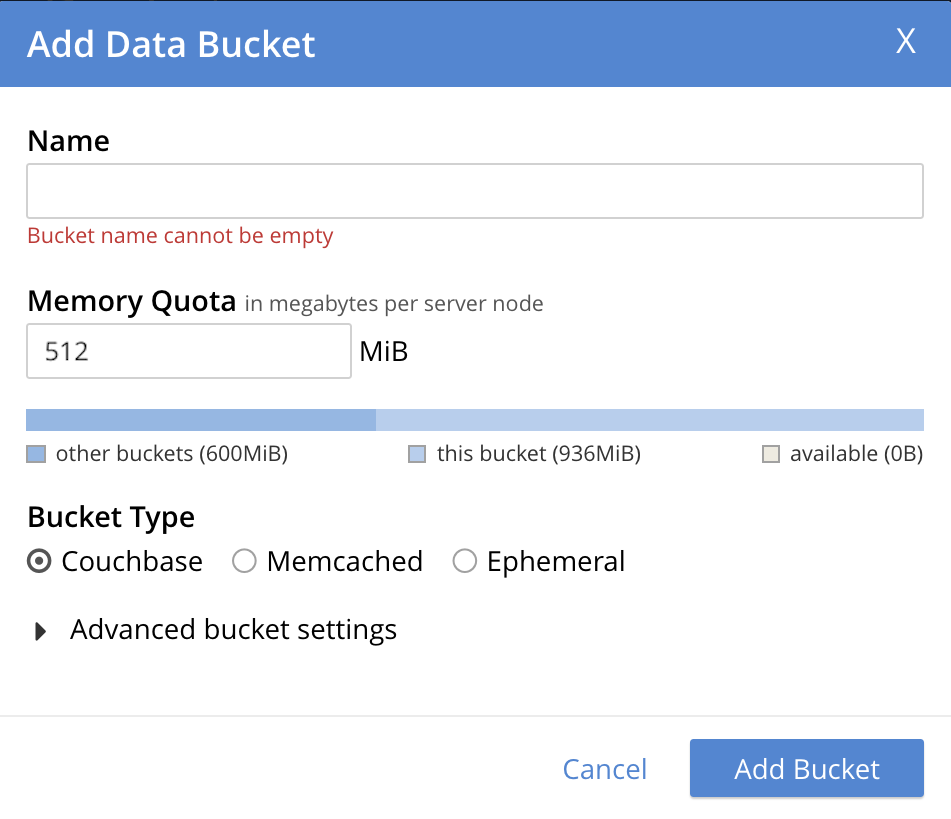 Add Data Bucket X
Name
Bucket name cannot be empty
Memory Quota in megabytes per server node
512 MiB
other buckets (600MiB) this bucket (936MiB) available (0B)
Bucket Type
Couchbase Memcached Ephemeral
Advanced bucket settings
Cancel Add Bucket